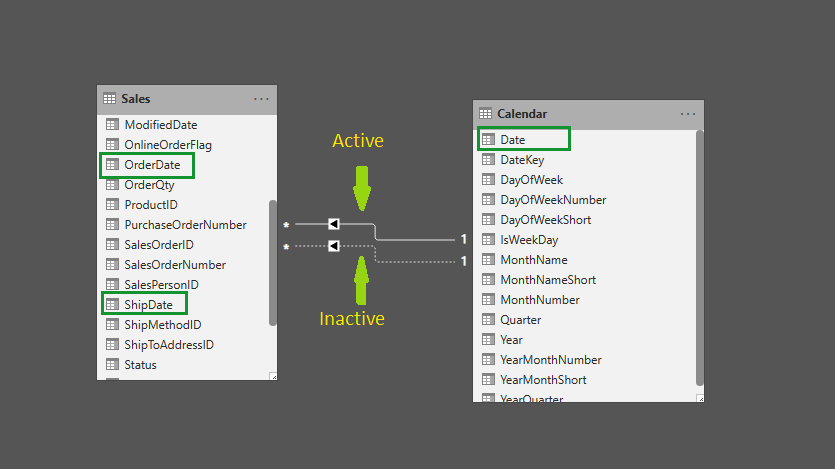 Sales
...
ModifiedDate
OnlineOrderFlag
OrderDate
OrderQty
ProductID
PurchaseOrderNumber
SalesOrderID
SalesOrderNumber
SalesPersonID
ShipDate
ShipMethodID
ShipToAddressID
Status
Active
* 1
* 1
Inactive
Calendar
...
Date
DateKey
DayOfWeek
DayOfWeekNumber
DayOfWeekShort
IsWeekDay
MonthName
MonthNameShort
MonthNumber
Quarter
Year
YearMonthNumber
YearMonthShort
YearQuarter